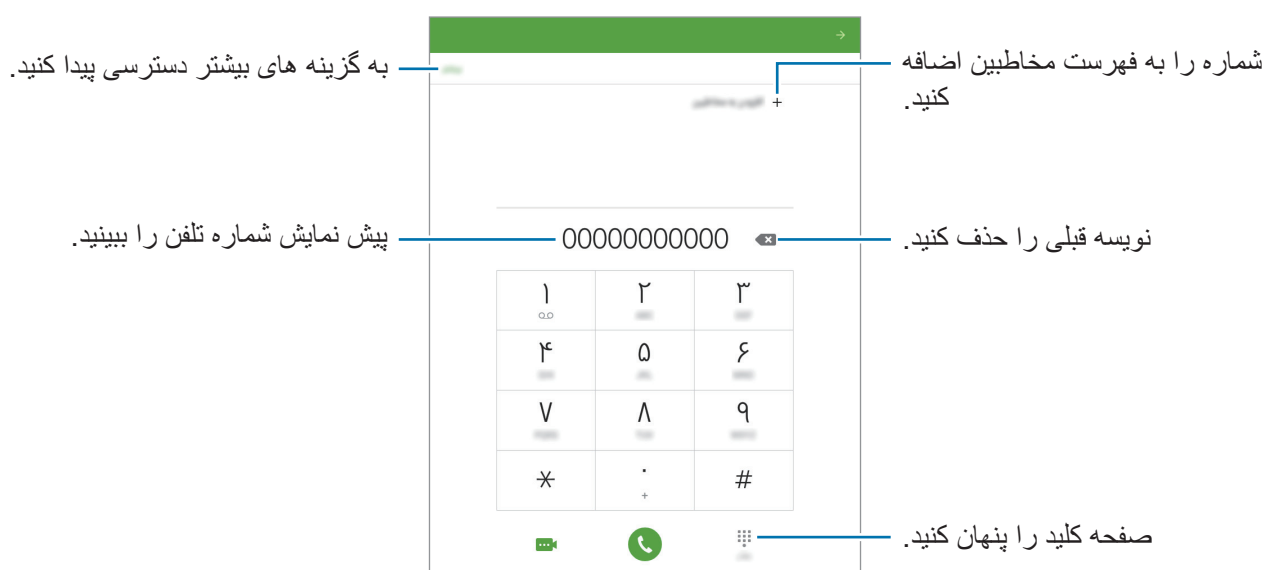 →
به گزینه های بیشتر دسترسی پیدا کنید.
شماره را به فهرست مخاطبین اضافه
کنید.
+
پیش نمایش شماره تلفن را ببینید.
00000000000
نویسه قبلی را حذف کنید.
۱ ۲ ۳
۴ ۵ ۶
۷ ۸ ۹
* ۰ #
+
صفحه کلید را پنهان کنید.